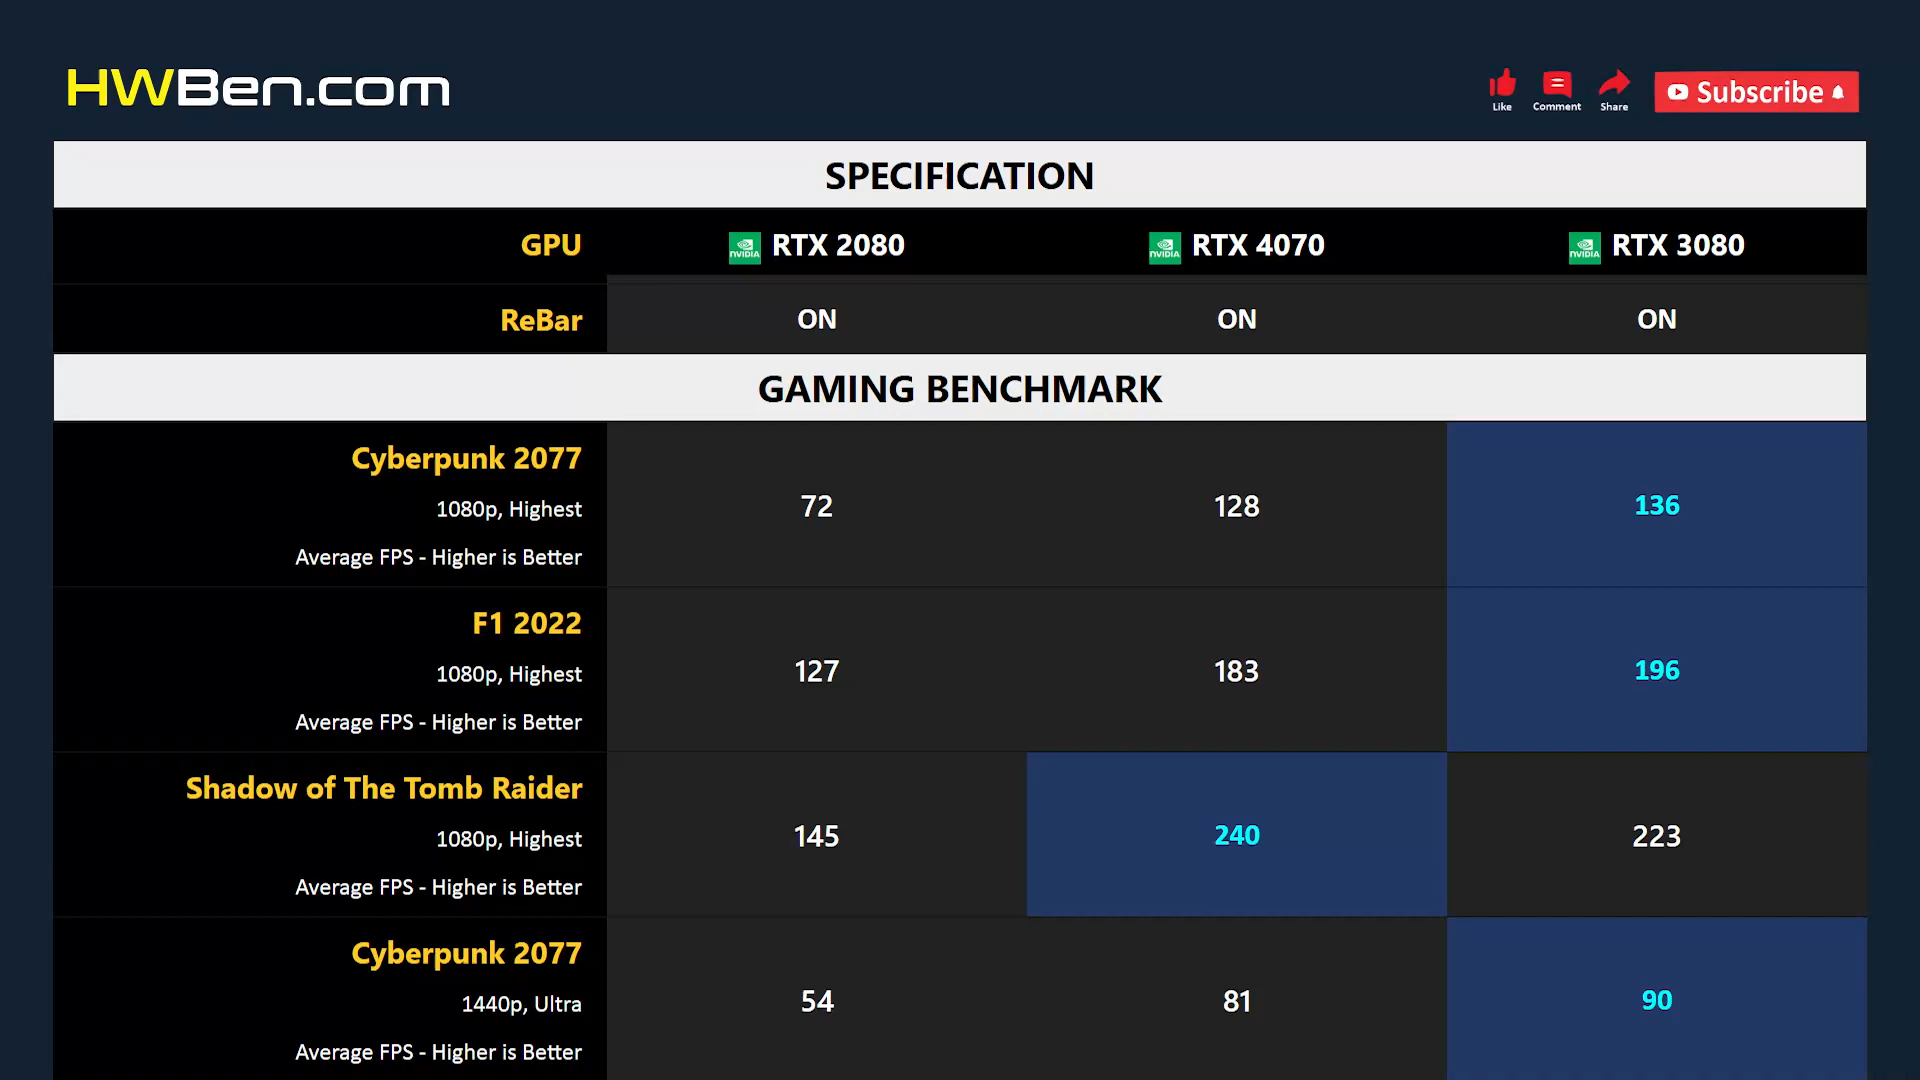 HWBen.com
Like
Comment
Share
Subscribe
SPECIFICATION
GPU
NVIDIA RTX 2080
NVIDIA RTX 4070
NVIDIA RTX 3080
ReBar
ON
ON
ON
GAMING BENCHMARK
Cyberpunk 2077
1080p, Highest
Average FPS - Higher is Better
72
128
136
F1 2022
1080p, Highest
Average FPS - Higher is Better
127
183
196
Shadow of The Tomb Raider
1080p, Highest
Average FPS - Higher is Better
145
240
223
Cyberpunk 2077
1440p, Ultra
Average FPS - Higher is Better
54
81
90